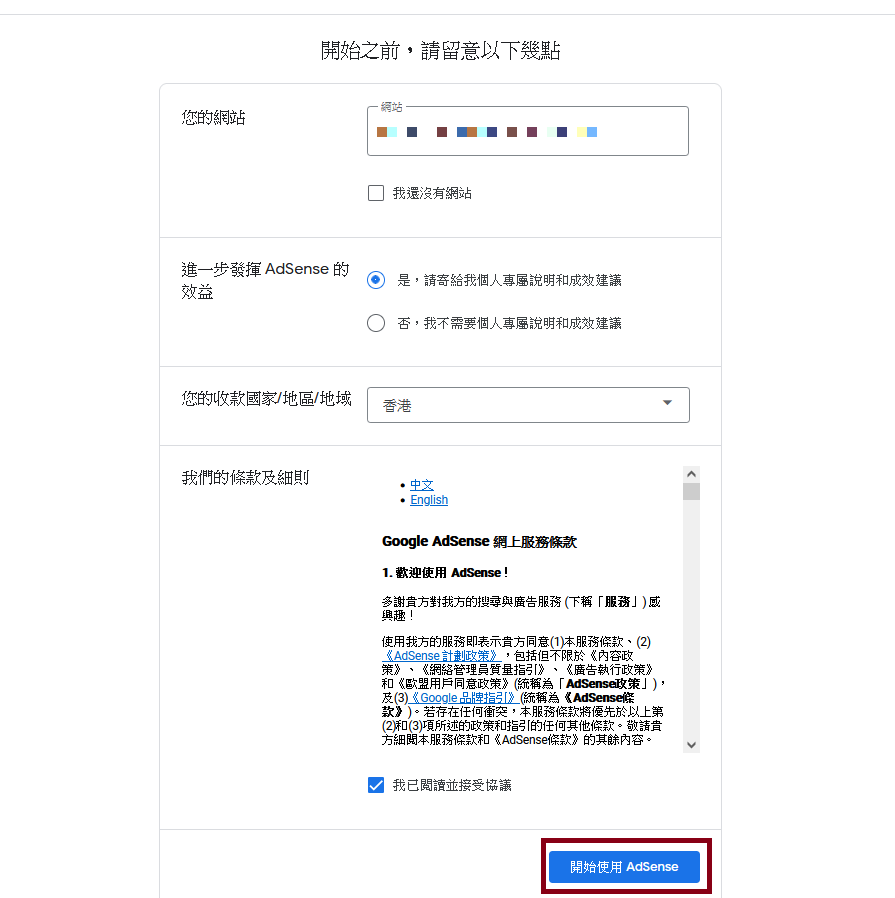 開始之前，請留意以下幾點
您的網站
網站
我還沒有網站
進一步發揮 AdSense 的
效益
是，請寄給我個人專屬說明和成效建議
否，我不需要個人專屬說明和成效建議
您的收款國家/地區/地域
香港
我們的條款及細則
• 中文
• English
Google AdSense 網上服務條款
1. 歡迎使用 AdSense！
多謝貴方對我方的搜尋與廣告服務 (下稱「服務」) 感
興趣！
使用我方的服務即表示貴方同意(1)本服務條款、(2)
《AdSense 計劃政策》，包括但不限於《內容政
策》、《網絡管理員質量指引》、《廣告執行政策》
和《歐盟用戶同意政策》(統稱為「AdSense政策」)，
及(3)《Google 品牌指引》(統稱為《AdSense條
款》)。若存在任何衝突，本服務條款將優先於以上第
(2)和(3)項所述的政策和指引的任何其他條款。敬請貴
方細閱本服務條款和《AdSense條款》的其餘內容。
我已閱讀並接受協議
開始使用 AdSense